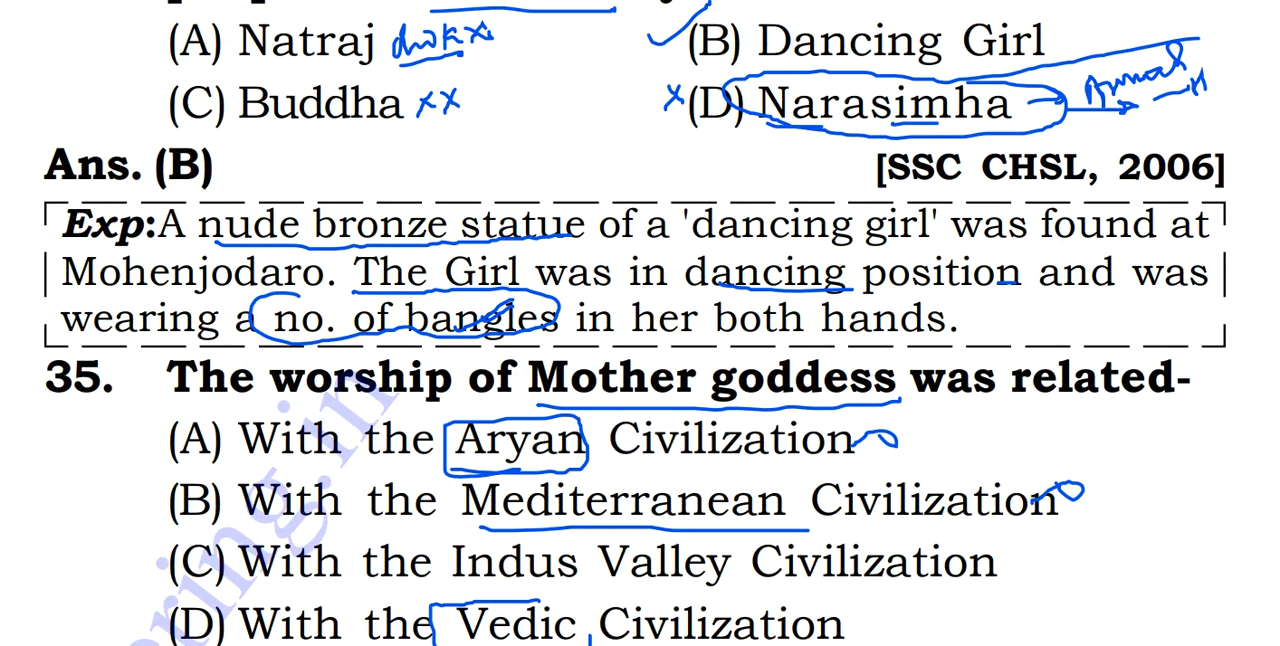 (A) Natraj (B) Dancing Girl
(C) Buddha xx x(D) Narasimha
Ans. (B) [SSC CHSL, 2006]
Exp:A nude bronze statue of a 'dancing girl' was found at
Mohenjodaro. The Girl was in dancing position and was
wearing a no. of bangles in her both hands.
35. The worship of Mother goddess was related-
(A) With the Aryan Civilization
(B) With the Mediterranean Civilization
(C) With the Indus Valley Civilization
(D) With the Vedic Civilization
ring.in